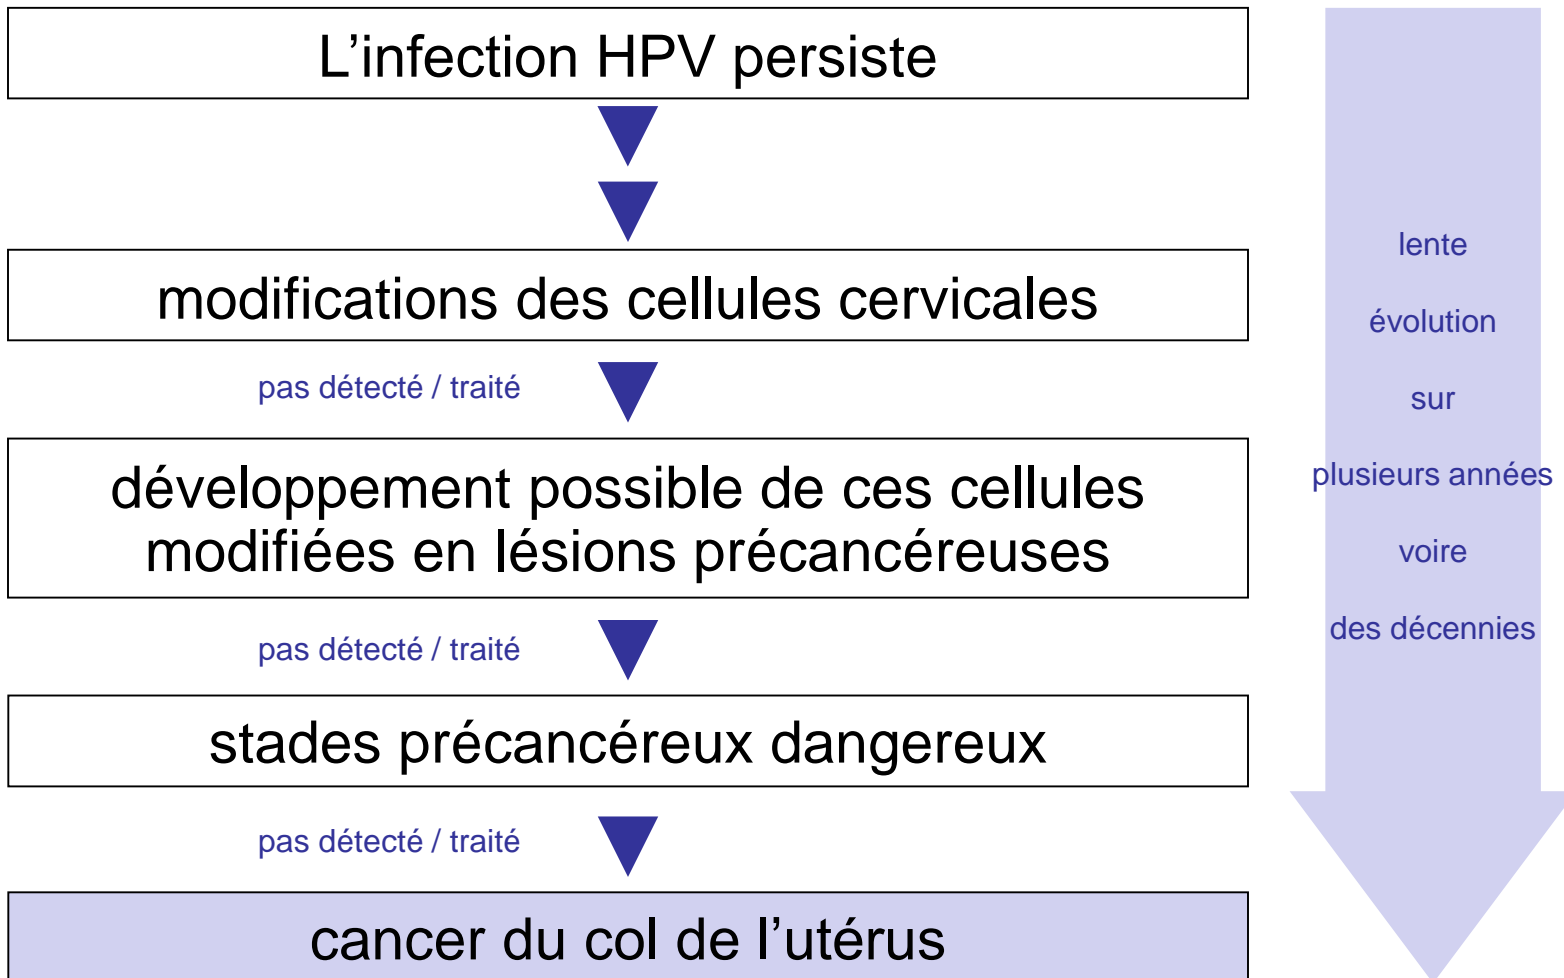 L’infection HPV persiste
modifications des cellules cervicales
pas détecté / traité
développement possible de ces cellules
modifiées en lésions précancéreuses
pas détecté / traité
stades précancéreux dangereux
pas détecté / traité
cancer du col de l’utérus
lente
évolution
sur
plusieurs années
voire
des décennies